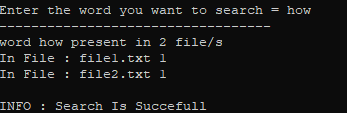 Enter the word you want to search = how
--------------------------------
word how present in 2 file/s
In File : file1.txt 1
In File : file2.txt 1
INFO : Search Is Succefull